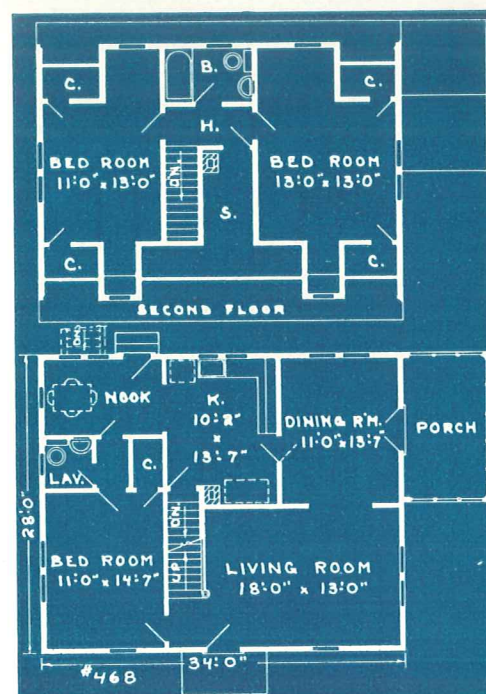 B.
C.
C.
H.
BED ROOM
11'0" x 13'0"
DN.
BED ROOM
13'0" x 13'0"
S.
C.
C.
SECOND FLOOR
DN
NOOK
K.
10'2"
x
13'7"
DINING R'M.
11'0" x 13'7"
PORCH
LAV.
C.
28'0"
BED ROOM
11'0" x 14'7"
DN.
UP
LIVING ROOM
18'0" x 13'0"
34'0"
#468